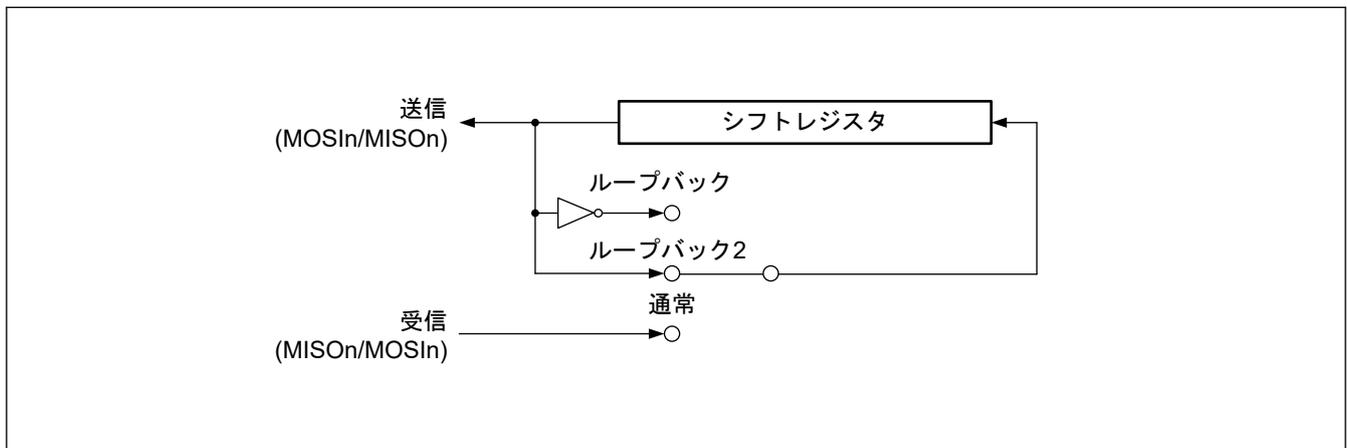 送信
(MOSIn/MISOn)
シフトレジスタ
ループバック
ループバック2
通常
受信
(MISOn/MOSIn)